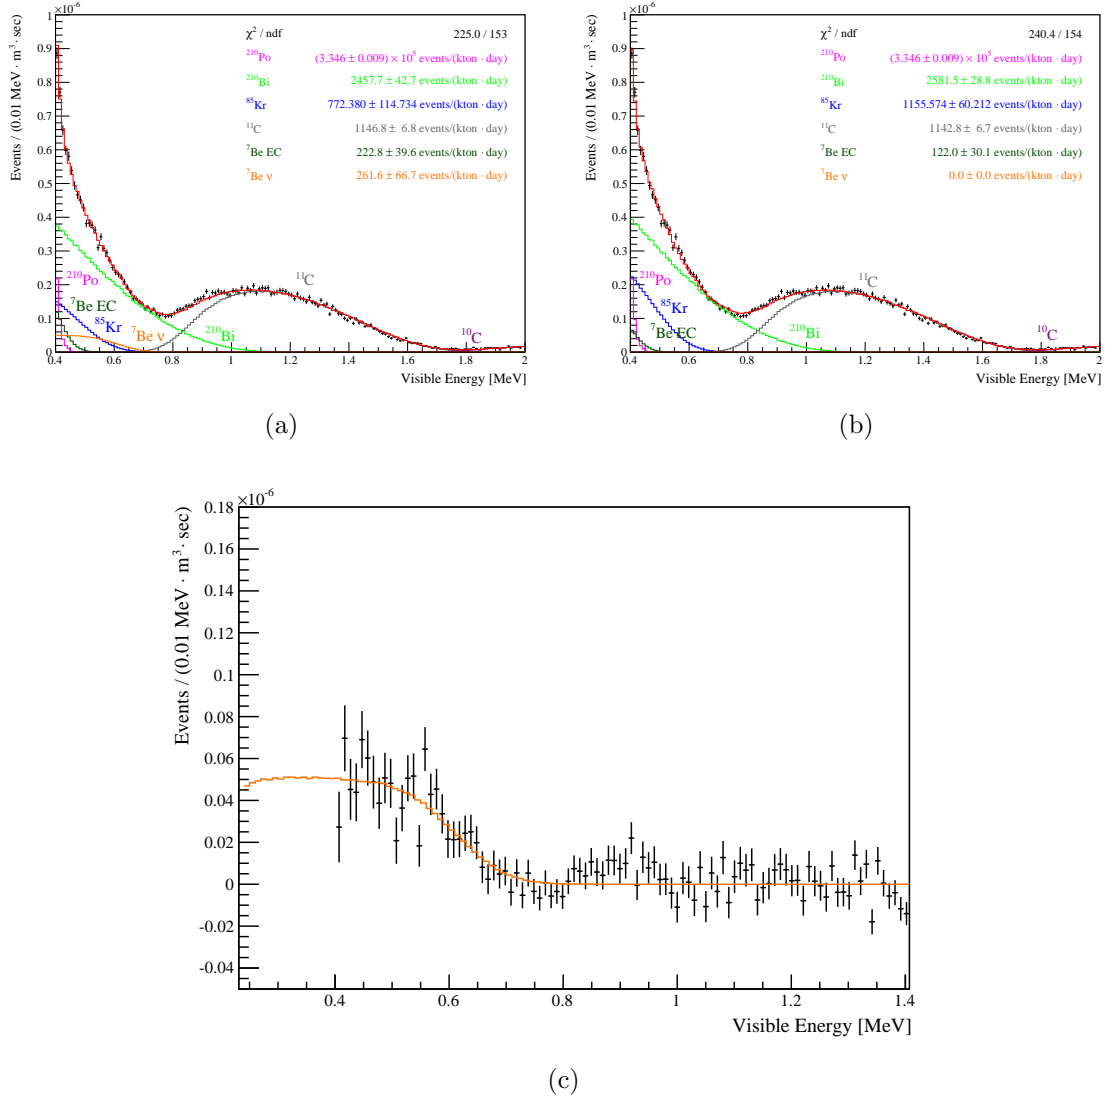 ×10⁻⁶
Events / (0.01 MeV · m³ · sec)
1
0.9
0.8
0.7
0.6
0.5
0.4
0.3
0.2
0.1
0
χ² / ndf 225.0 / 153
²¹⁰Po (3.346 ± 0.009) × 10⁵ events/(kton · day)
²¹⁰Bi 2457.7 ± 42.7 events/(kton · day)
⁸⁵Kr 772.380 ± 114.734 events/(kton · day)
¹¹C 1146.8 ± 6.8 events/(kton · day)
⁷Be EC 222.8 ± 39.6 events/(kton · day)
⁷Be ν 261.6 ± 66.7 events/(kton · day)
¹¹C
²¹⁰Po
⁷Be EC
⁸⁵Kr
⁷Be ν
²¹⁰Bi
¹⁰C
0.4 0.6 0.8 1 1.2 1.4 1.6 1.8 2
Visible Energy [MeV]
(a)
×10⁻⁶
Events / (0.01 MeV · m³ · sec)
1
0.9
0.8
0.7
0.6
0.5
0.4
0.3
0.2
0.1
0
χ² / ndf 240.4 / 154
²¹⁰Po (3.346 ± 0.009) × 10⁵ events/(kton · day)
²¹⁰Bi 2581.5 ± 28.8 events/(kton · day)
⁸⁵Kr 1155.574 ± 60.212 events/(kton · day)
¹¹C 1142.8 ± 6.7 events/(kton · day)
⁷Be EC 122.0 ± 30.1 events/(kton · day)
⁷Be ν 0.0 ± 0.0 events/(kton · day)
¹¹C
²¹⁰Po
⁸⁵Kr
⁷Be EC
²¹⁰Bi
¹⁰C
0.4 0.6 0.8 1 1.2 1.4 1.6 1.8 2
Visible Energy [MeV]
(b)
×10⁻⁶
Events / (0.01 MeV · m³ · sec)
0.18
0.16
0.14
0.12
0.1
0.08
0.06
0.04
0.02
0
-0.02
-0.04
0.4 0.6 0.8 1 1.2 1.4
Visible Energy [MeV]
(c)